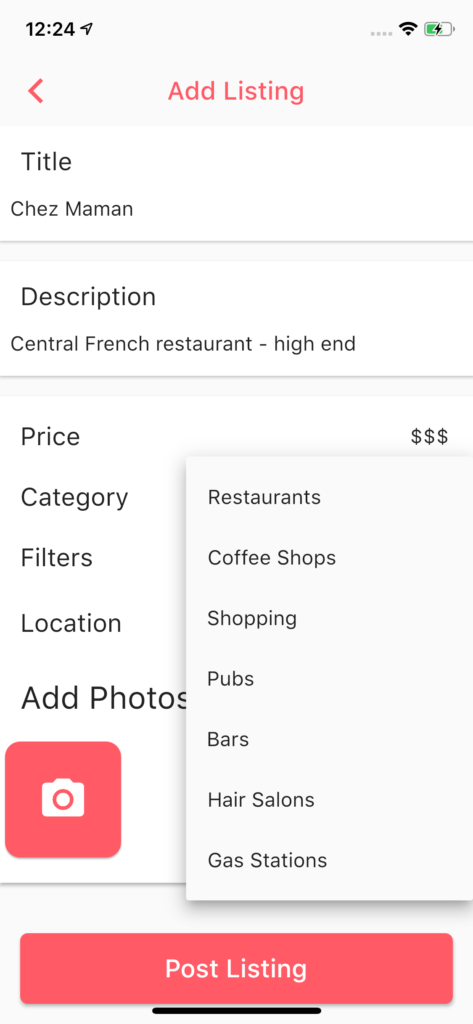 12:24
Add Listing
Title
Chez Maman
Description
Central French restaurant - high end
Price $$$
Category
Restaurants
Coffee Shops
Filters
Shopping
Location
Pubs
Add Photos
Bars
Hair Salons
Gas Stations
Post Listing